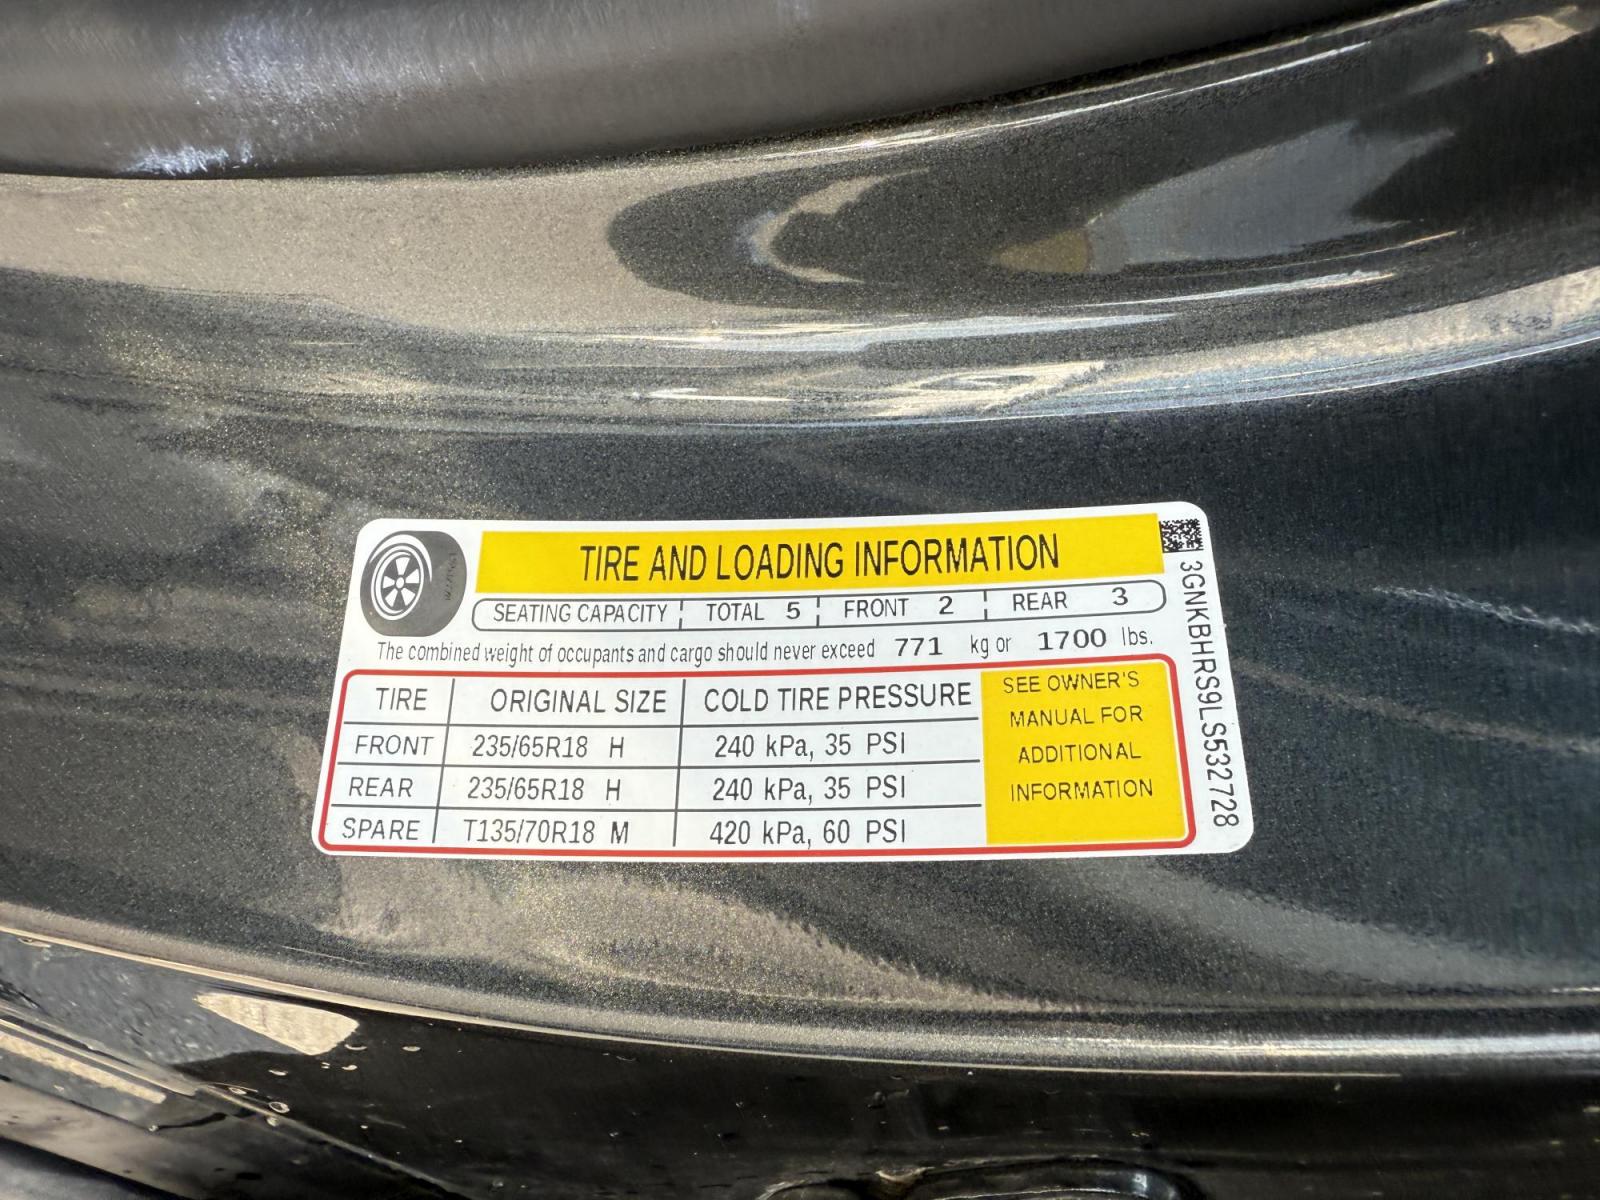 TIRE AND LOADING INFORMATION
SEATING CAPACITY TOTAL 5 FRONT 2 REAR 3
The combined weight of occupants and cargo should never exceed 771 kg or 1700 lbs.
TIRE ORIGINAL SIZE COLD TIRE PRESSURE
FRONT 235/65R18 H 240 kPa, 35 PSI
REAR 235/65R18 H 240 kPa, 35 PSI
SPARE T135/70R18 M 420 kPa, 60 PSI
SEE OWNER'S
MANUAL FOR
ADDITIONAL
INFORMATION
3GNKBHRS9LS532728